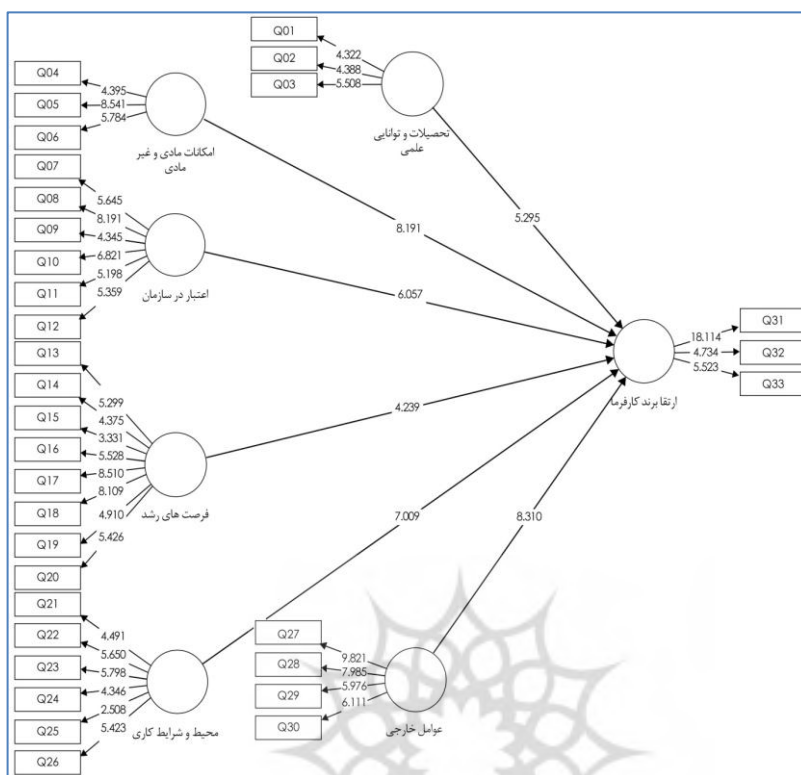 Q01
4.322
Q02
4.388
Q03
5.508
تحصیلات و توانایی
علمی
Q04
4.395
Q05
8.541
Q06
5.784
امکانات مادی و غیر
مادی
Q07
5.645
Q08
8.191
Q09
4.345
Q10
6.821
Q11
5.198
Q12
5.359
اعتبار در سازمان
Q13
5.299
Q14
4.375
Q15
3.331
Q16
5.528
Q17
8.510
Q18
8.109
Q19
4.910
Q20
5.426
فرصت های رشد
Q21
4.491
Q22
5.650
Q23
5.798
Q24
4.346
Q25
2.508
Q26
5.423
محیط و شرایط کاری
Q27
9.821
Q28
7.985
Q29
5.976
Q30
6.111
عوامل خارجی
5.295
8.191
6.057
4.239
7.009
8.310
ارتقا برند کارفرما
18.114
Q31
4.734
Q32
5.523
Q33